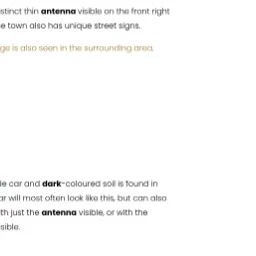 stinct thin antenna visible on the front right
e town also has unique street signs.
ge is also seen in the surrounding area.
le car and dark-coloured soil is found in
ar will most often look like this, but can also
th just the antenna visible, or with the
sible.